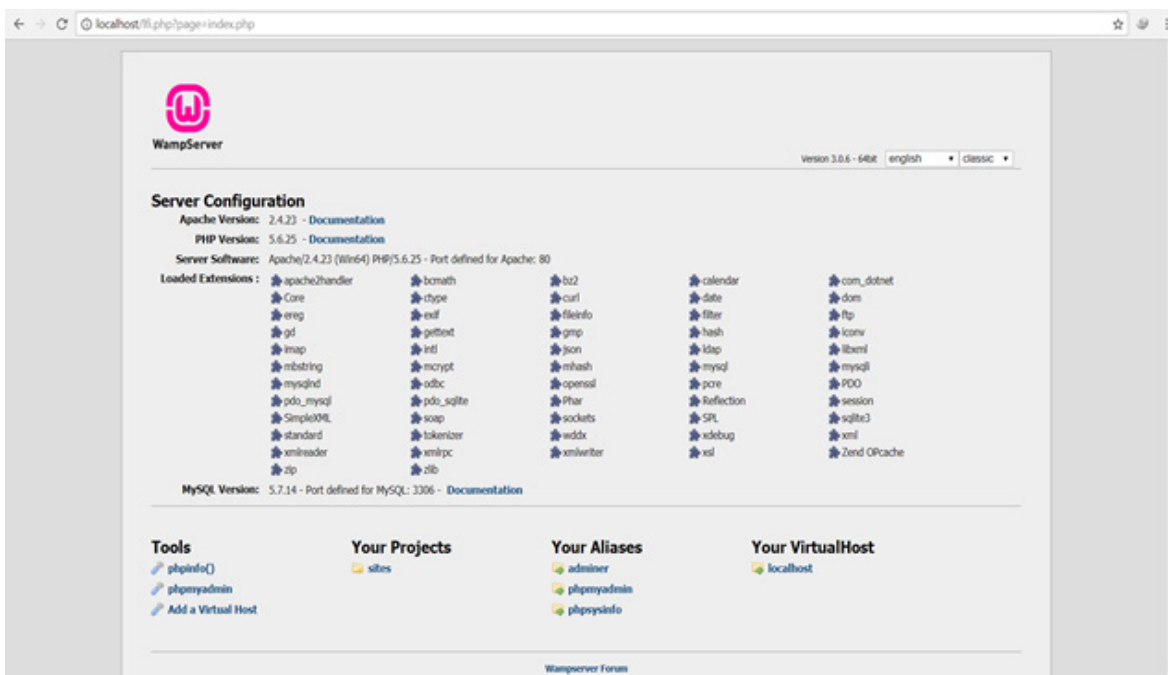 localhost/lfi.php?page=index.php
WampServer
Version 3.0.6 - 64bit english classic
Server Configuration
Apache Version: 2.4.23 - Documentation
PHP Version: 5.6.25 - Documentation
Server Software: Apache/2.4.23 (Win64) PHP/5.6.25 - Port defined for Apache: 80
Loaded Extensions : apache2handler bcmath bz2 calendar com_dotnet
Core ctype curl date dom
ereg exif fileinfo filter ftp
gd gettext gmp hash iconv
imap intl json ldap libxml
mbstring mcrypt mhash mysql mysqli
mysqlnd odbc openssl pcre PDO
pdo_mysql pdo_sqlite Phar Reflection session
SimpleXML soap sockets SPL sqlite3
standard tokenizer wddx xdebug xml
xmlreader xmlrpc xmlwriter xsl Zend OPcache
zip zlib
MySQL Version: 5.7.14 - Port defined for MySQL: 3306 - Documentation
Tools Your Projects Your Aliases Your VirtualHost
phpinfo() sites adminer localhost
phpmyadmin phpmyadmin
Add a Virtual Host phpsysinfo
Wampserver Forum